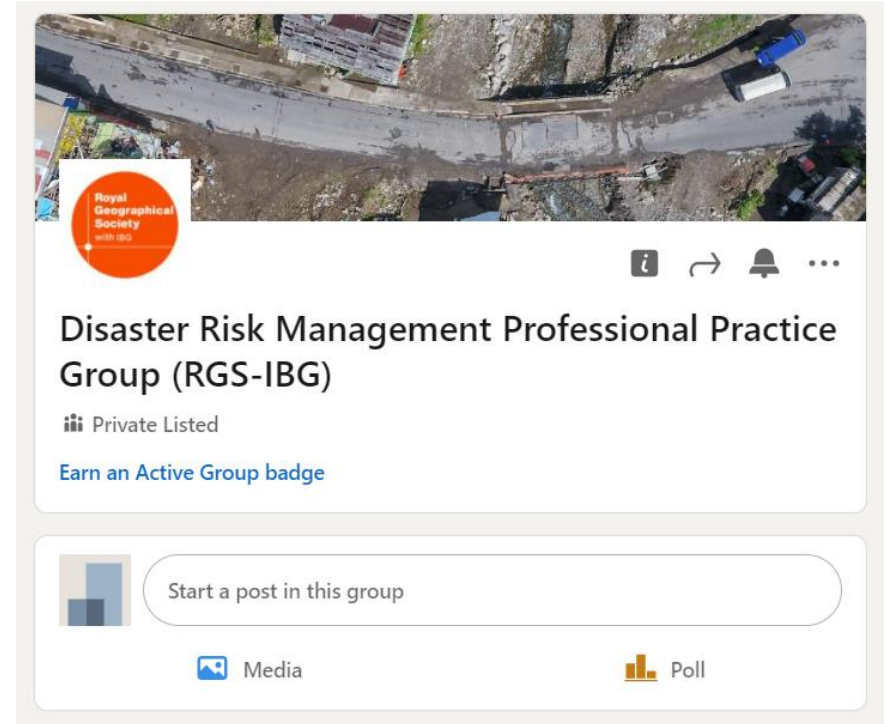 Royal
Geographical
Society
with IBG
Disaster Risk Management Professional Practice
Group (RGS-IBG)
Private Listed
Earn an Active Group badge
Start a post in this group
Media
Poll